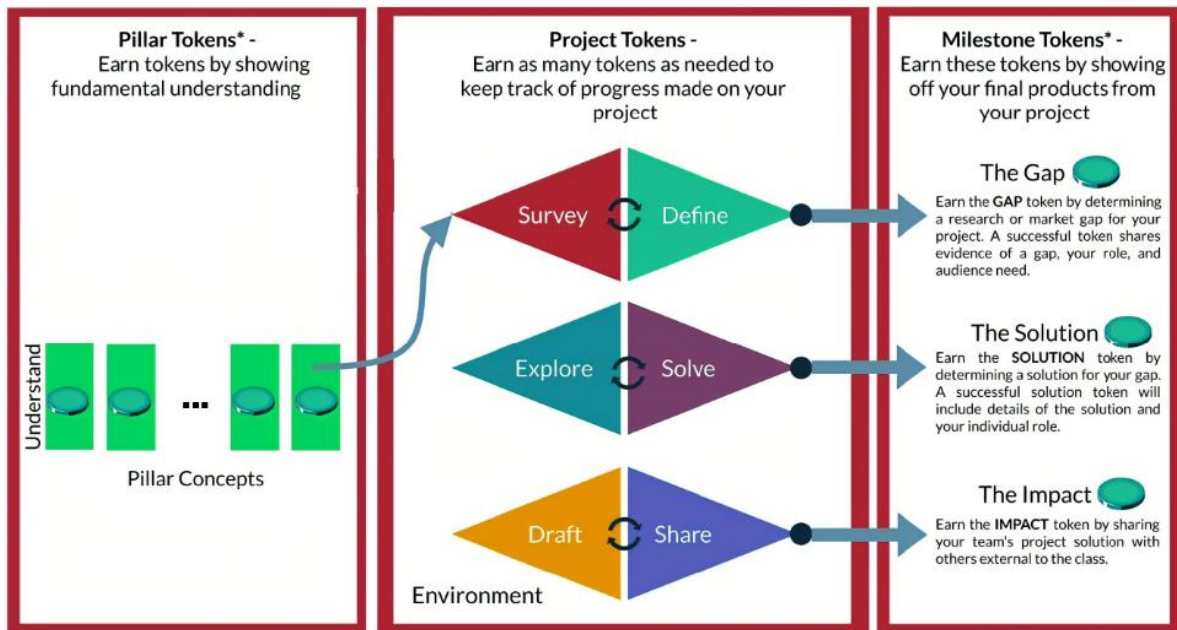 Pillar Tokens* -
Earn tokens by showing
fundamental understanding
Understand
...
Pillar Concepts
Project Tokens -
Earn as many tokens as needed to
keep track of progress made on your
project
Survey
Define
Explore
Solve
Draft
Share
Environment
Milestone Tokens* -
Earn these tokens by showing
off your final products from
your project
The Gap
Earn the GAP token by determining
a research or market gap for your
project. A successful token shares
evidence of a gap, your role, and
audience need.
The Solution
Earn the SOLUTION token by
determining a solution for your gap.
A successful solution token will
include details of the solution and
your individual role.
The Impact
Earn the IMPACT token by sharing
your team's project solution with
others external to the class.